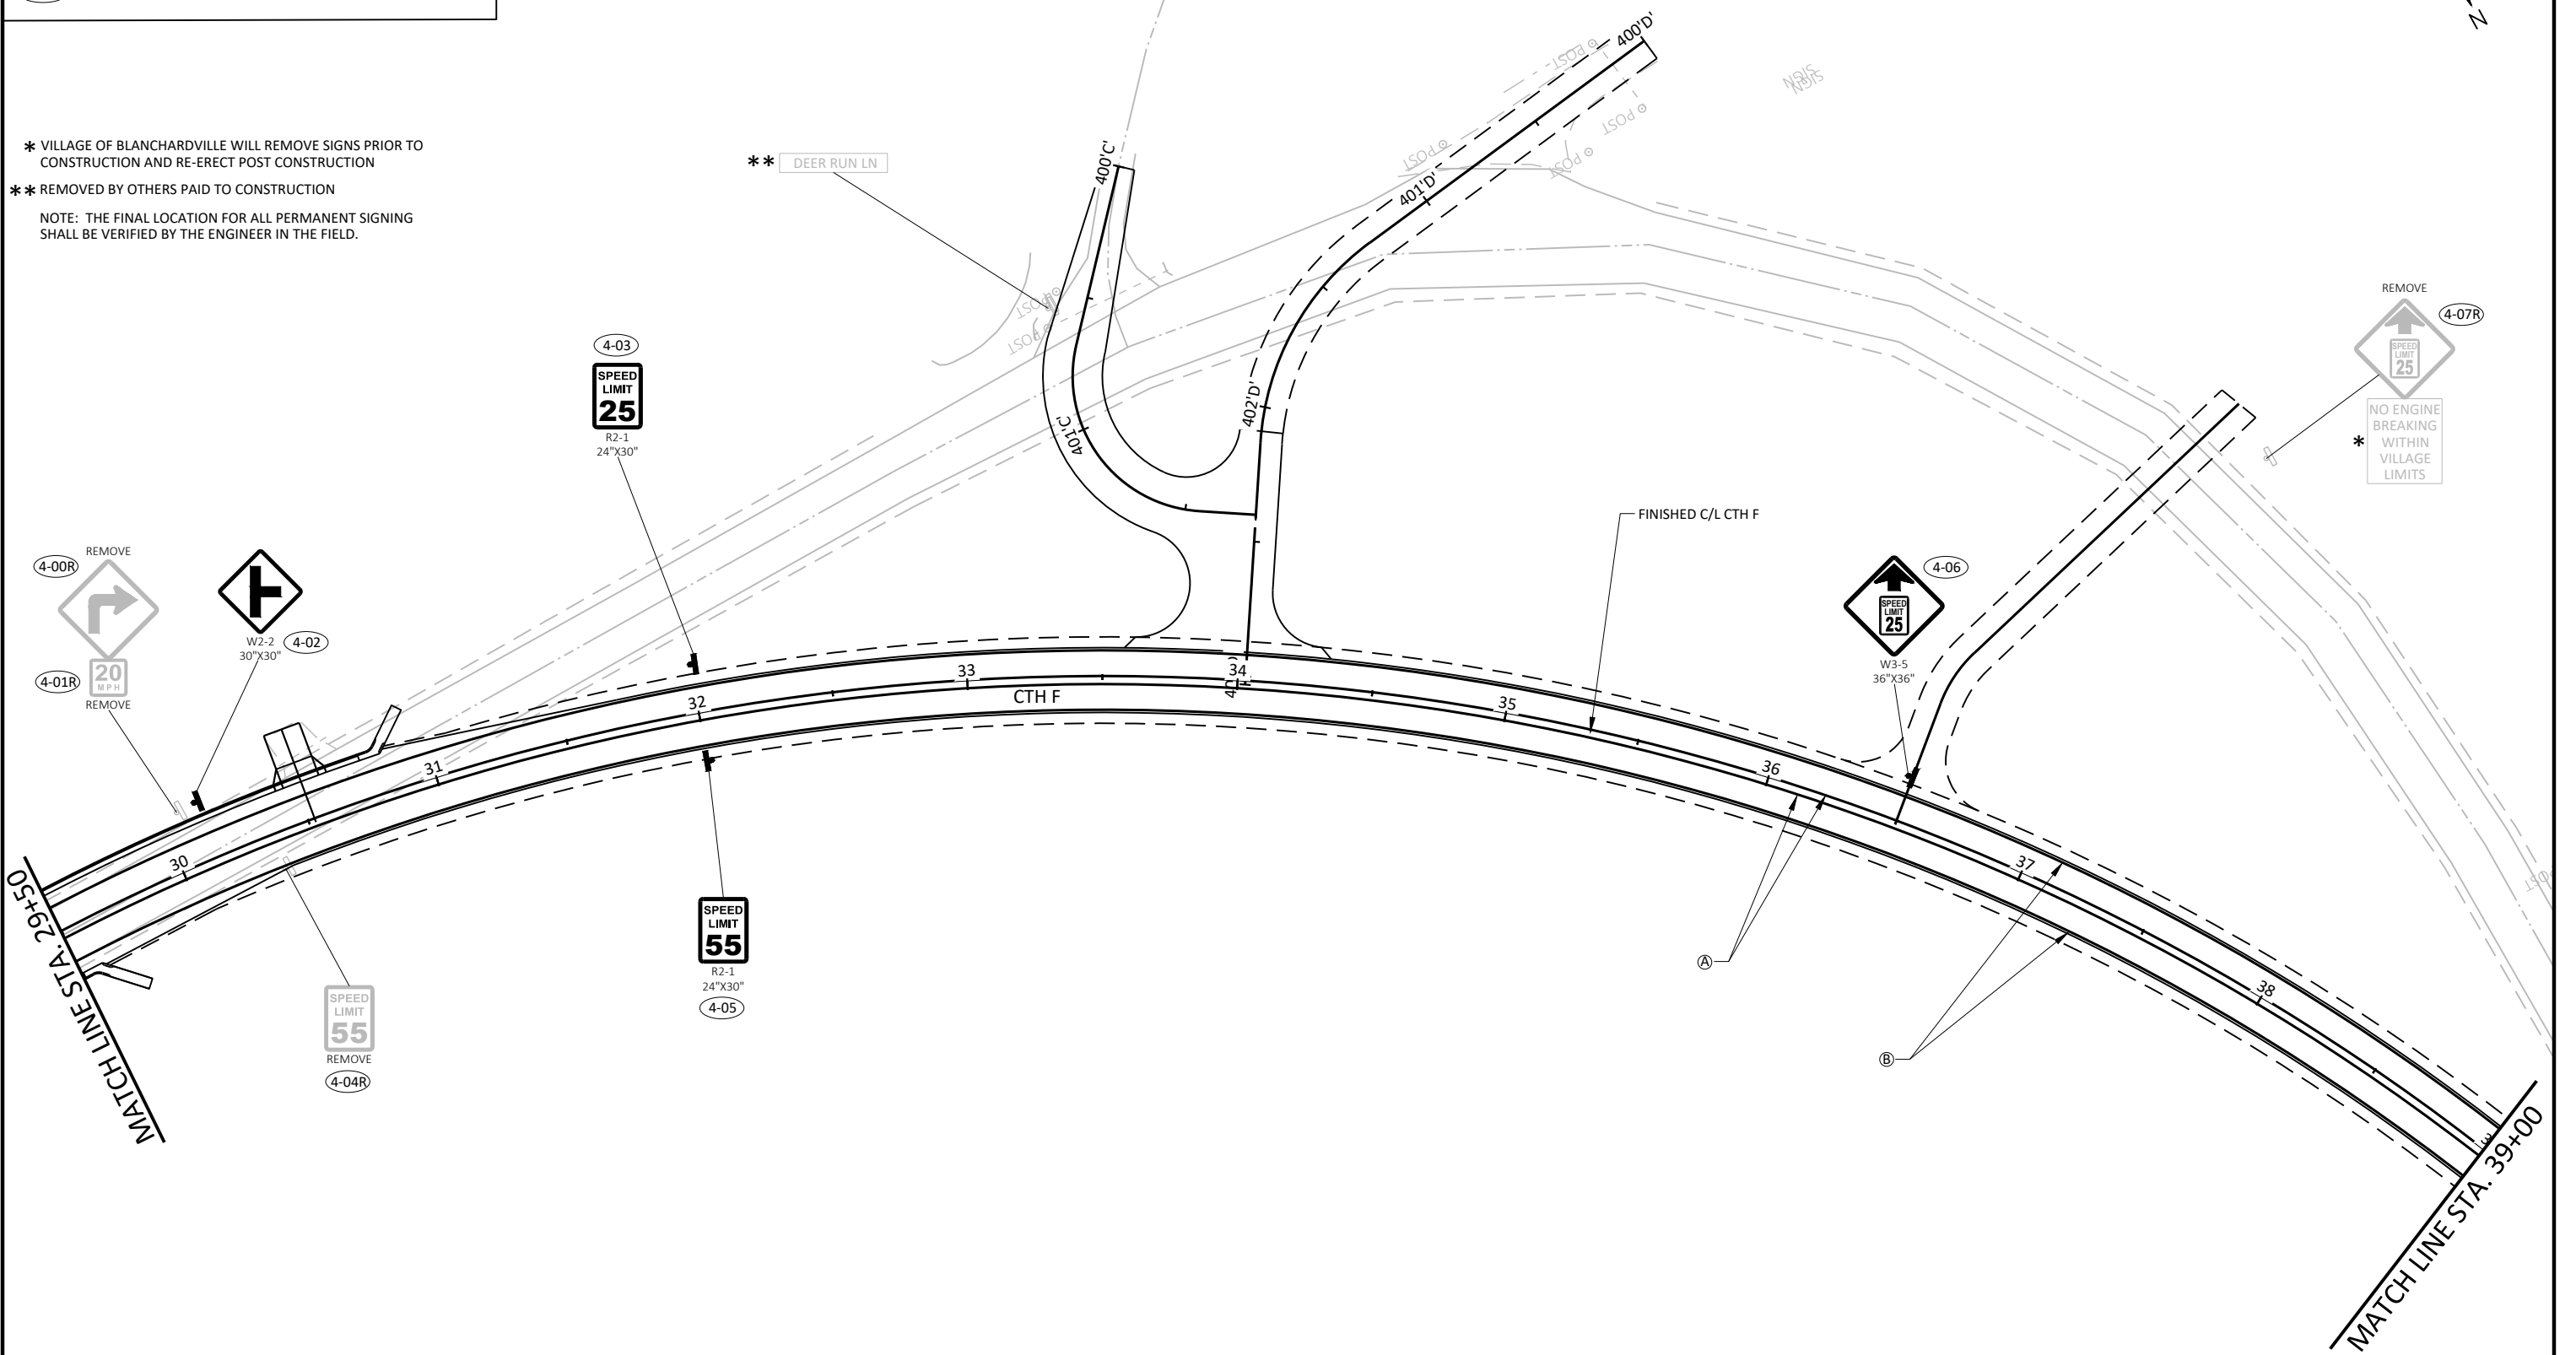 N
* VILLAGE OF BLANCHARDVILLE WILL REMOVE SIGNS PRIOR TO
CONSTRUCTION AND RE-ERECT POST CONSTRUCTION
** REMOVED BY OTHERS PAID TO CONSTRUCTION
NOTE: THE FINAL LOCATION FOR ALL PERMANENT SIGNING
SHALL BE VERIFIED BY THE ENGINEER IN THE FIELD.
** DEER RUN LN
400'C'
401'C'
400'D'
401'D'
402'D'
POST
POST
POST
POST
POST
POST
SIGN
SIGN
4-03
SPEED
LIMIT
25
R2-1
24"X30"
REMOVE
4-07R
SPEED
LIMIT
25
*
NO ENGINE
BREAKING
WITHIN
VILLAGE
LIMITS
FINISHED C/L CTH F
REMOVE
4-00R
4-01R
20
MPH
REMOVE
W2-2
30"X30"
4-02
4-06
SPEED
LIMIT
25
W3-5
36"X36"
30
31
32
33
34
35
36
37
38
CTH F
SPEED
LIMIT
55
R2-1
24"X30"
4-05
SPEED
LIMIT
55
REMOVE
4-04R
A
B
MATCH LINE STA. 29+50
MATCH LINE STA. 39+00